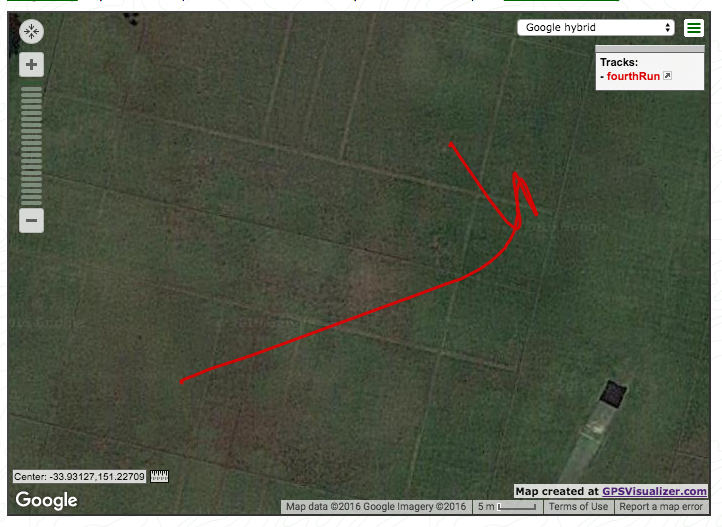 Google hybrid
Tracks:
- fourthRun
Center: -33.93127,151.22709
Google
Map created at GPSVisualizer.com
Map data ©2016 Google Imagery ©2016
5 m
Terms of Use
Report a map error